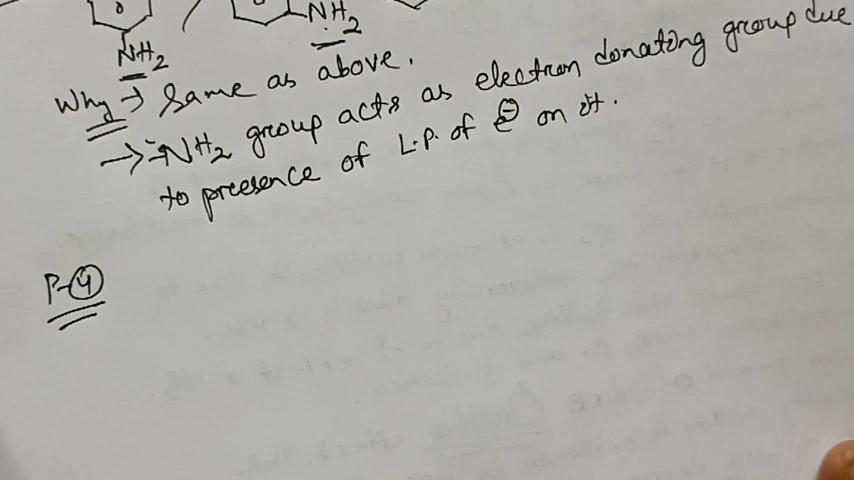 NH2
NH2
Why → Same as above.
→ -NH2 group acts as electron donating group due
to preesence of L.P. of e⊖ on it.
P-4